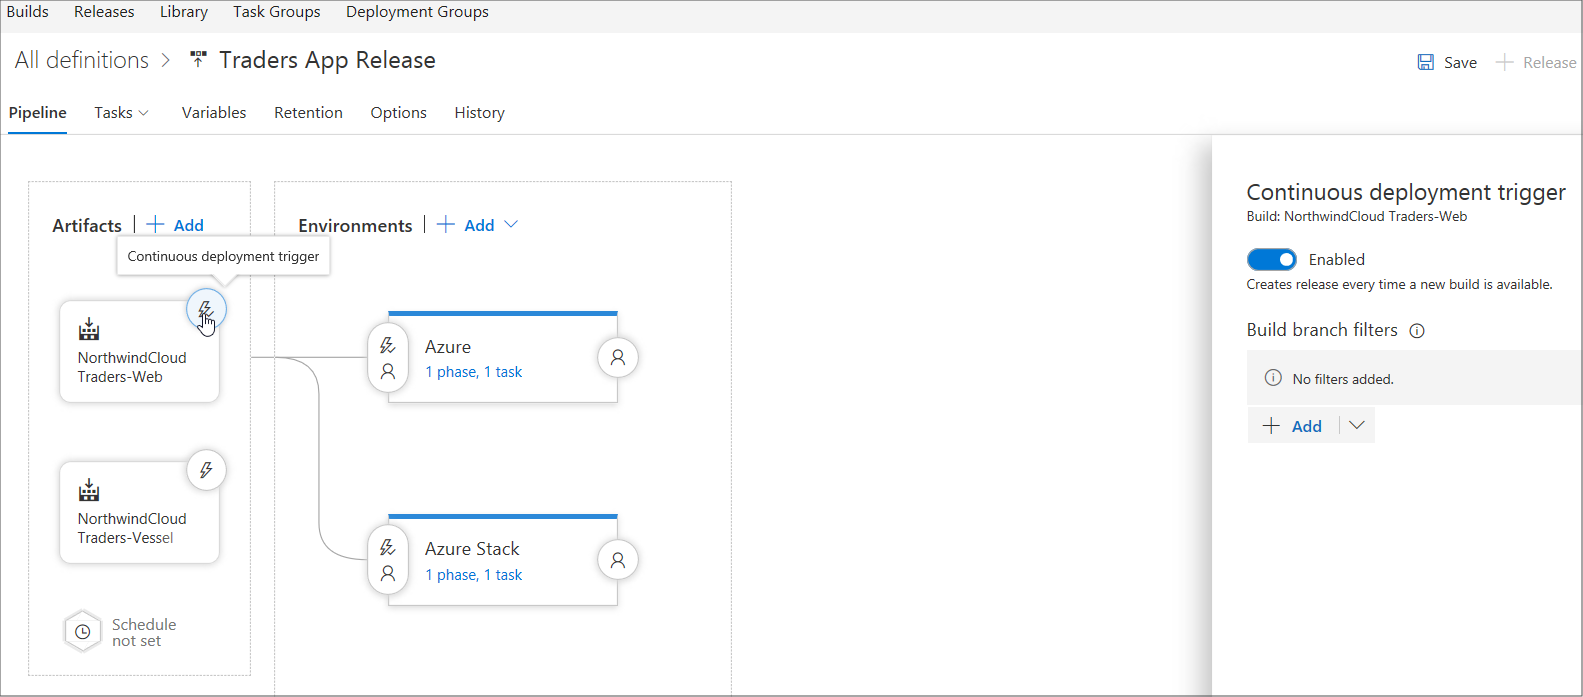 Builds Releases Library Task Groups Deployment Groups
All definitions > Traders App Release
Save + Release
Pipeline Tasks Variables Retention Options History
Artifacts | + Add
Environments | + Add
Continuous deployment trigger
NorthwindCloud
Traders-Web
NorthwindCloud
Traders-Vessel
Schedule
not set
Azure
1 phase, 1 task
Azure Stack
1 phase, 1 task
Continuous deployment trigger
Build: NorthwindCloud Traders-Web
Enabled
Creates release every time a new build is available.
Build branch filters
No filters added.
+ Add